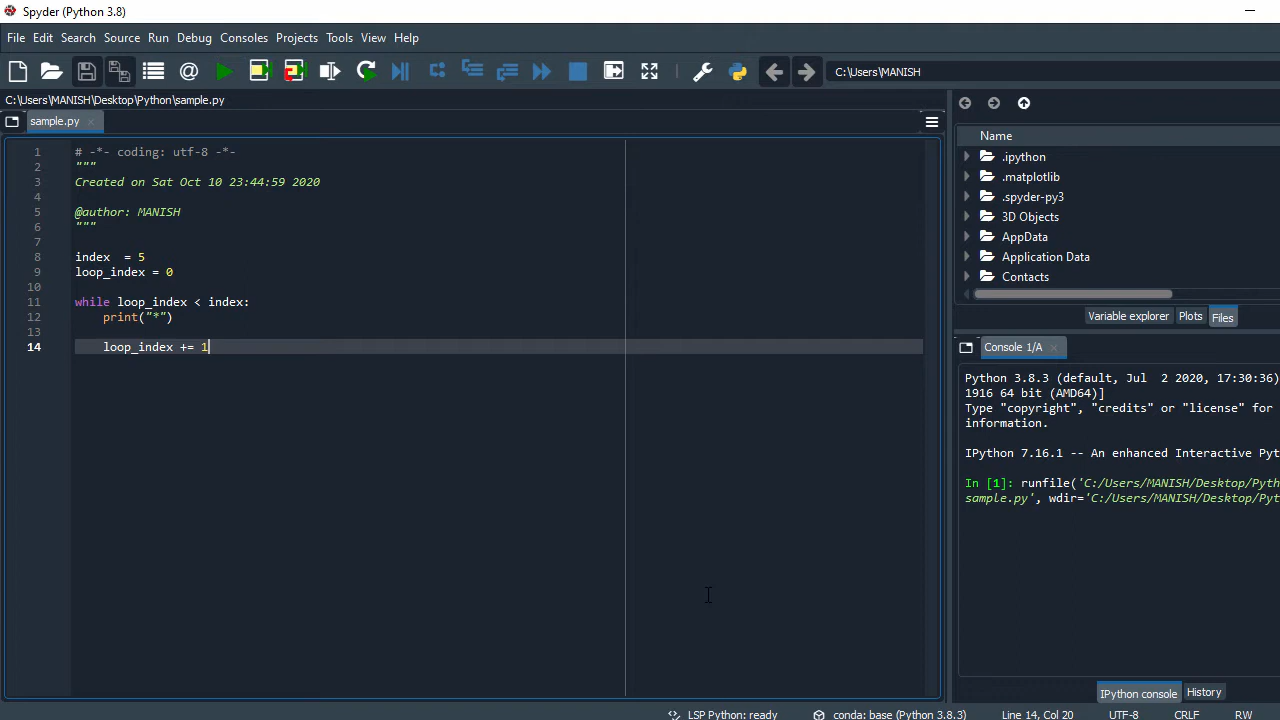 Spyder (Python 3.8)
File Edit Search Source Run Debug Consoles Projects Tools View Help
C:\Users\MANISH
C:\Users\MANISH\Desktop\Python\sample.py
sample.py
1 # -*- coding: utf-8 -*-
2 """
3 Created on Sat Oct 10 23:44:59 2020
4
5 @author: MANISH
6 """
7
8 index  = 5
9 loop_index = 0
10
11 while loop_index < index:
12     print("*")
13
14     loop_index += 1
Name
.ipython
.matplotlib
.spyder-py3
3D Objects
AppData
Application Data
Contacts
Variable explorer Plots Files
Console 1/A
Python 3.8.3 (default, Jul  2 2020, 17:30:36)
1916 64 bit (AMD64)]
Type "copyright", "credits" or "license" for
information.
IPython 7.16.1 -- An enhanced Interactive Pyt
In [1]: runfile('C:/Users/MANISH/Desktop/Pyth
sample.py', wdir='C:/Users/MANISH/Desktop/Pyt
IPython console History
LSP Python: ready conda: base (Python 3.8.3) Line 14, Col 20 UTF-8 CRLF RW